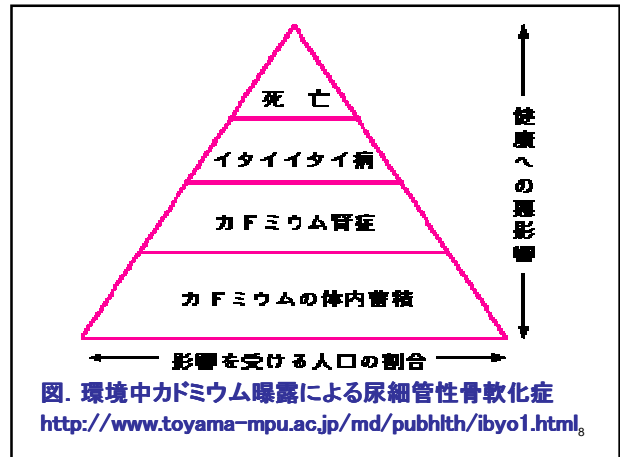 死 亡
イタイイタイ病
カドミウム腎症
カドミウムの体内蓄積
健康への悪影響
影響を受ける人口の割合
図. 環境中カドミウム曝露による尿細管性骨軟化症
http://www.toyama-mpu.ac.jp/md/pubhlth/ibyo1.html
8